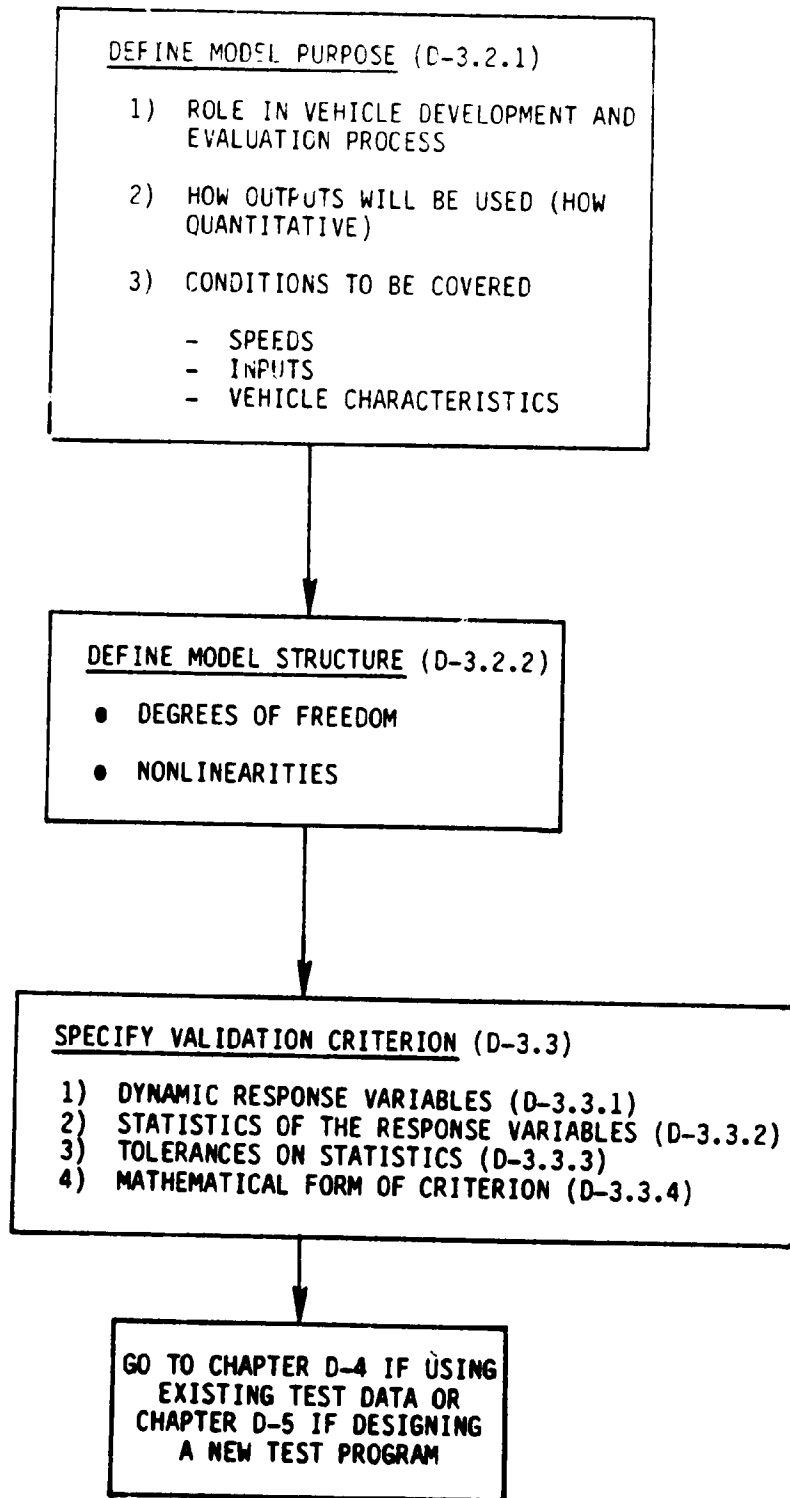 DEFINE MODEL PURPOSE (D-3.2.1)
1) ROLE IN VEHICLE DEVELOPMENT AND
EVALUATION PROCESS
2) HOW OUTPUTS WILL BE USED (HOW
QUANTITATIVE)
3) CONDITIONS TO BE COVERED
- SPEEDS
- INPUTS
- VEHICLE CHARACTERISTICS
DEFINE MODEL STRUCTURE (D-3.2.2)
● DEGREES OF FREEDOM
● NONLINEARITIES
SPECIFY VALIDATION CRITERION (D-3.3)
1) DYNAMIC RESPONSE VARIABLES (D-3.3.1)
2) STATISTICS OF THE RESPONSE VARIABLES (D-3.3.2)
3) TOLERANCES ON STATISTICS (D-3.3.3)
4) MATHEMATICAL FORM OF CRITERION (D-3.3.4)
GO TO CHAPTER D-4 IF USING
EXISTING TEST DATA OR
CHAPTER D-5 IF DESIGNING
A NEW TEST PROGRAM